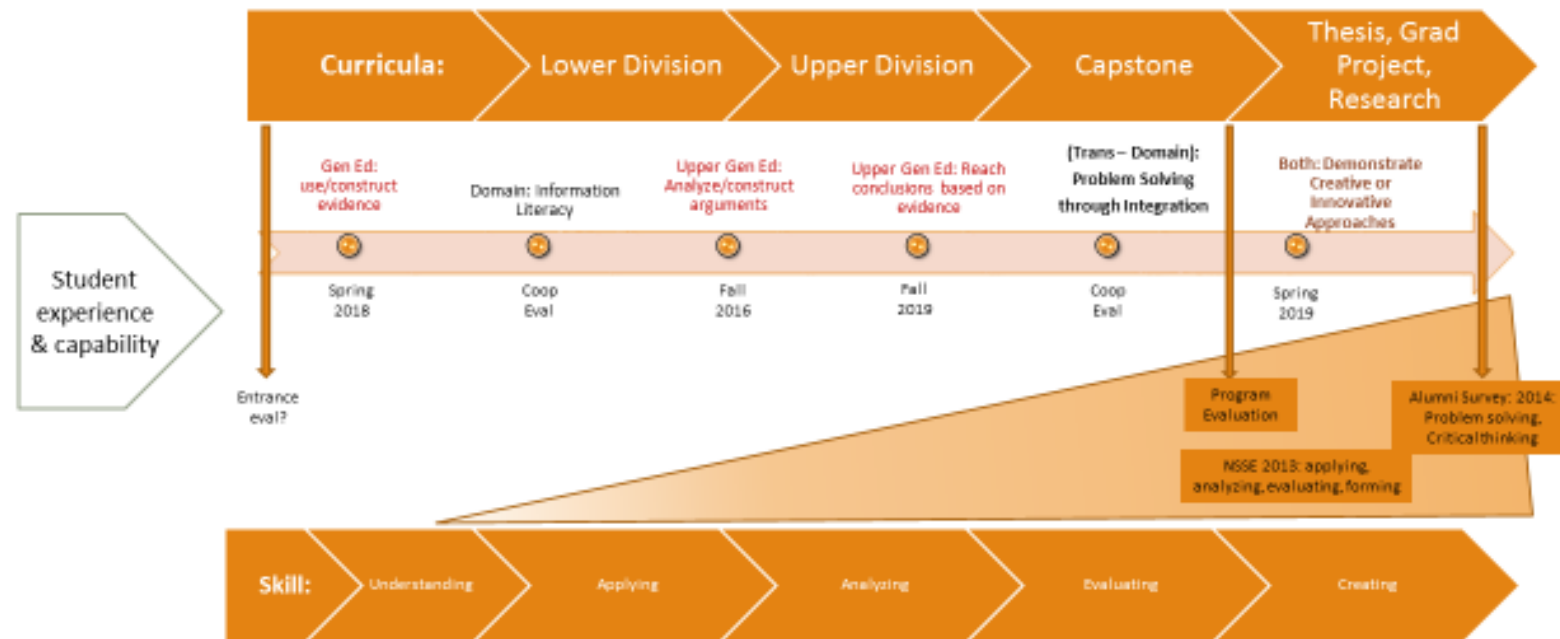 Curricula:
Lower Division
Upper Division
Capstone
Thesis, Grad
Project,
Research
Gen Ed:
use/construct
evidence
Domain: Information
Literacy
Upper Gen Ed:
Analyze/construct
arguments
Upper Gen Ed: Reach
conclusions based on
evidence
(Trans – Domain):
Problem Solving
through Integration
Both: Demonstrate
Creative or
Innovative
Approaches
Student
experience
& capability
Spring
2018
Coop
Eval
Fall
2016
Fall
2019
Coop
Eval
Spring
2019
Entrance
eval?
Program
Evaluation
Alumni Survey: 2014:
Problem solving,
Critical thinking
NSSE 2013: applying,
analyzing, evaluating, forming
Skill:
Understanding
Applying
Analyzing
Evaluating
Creating